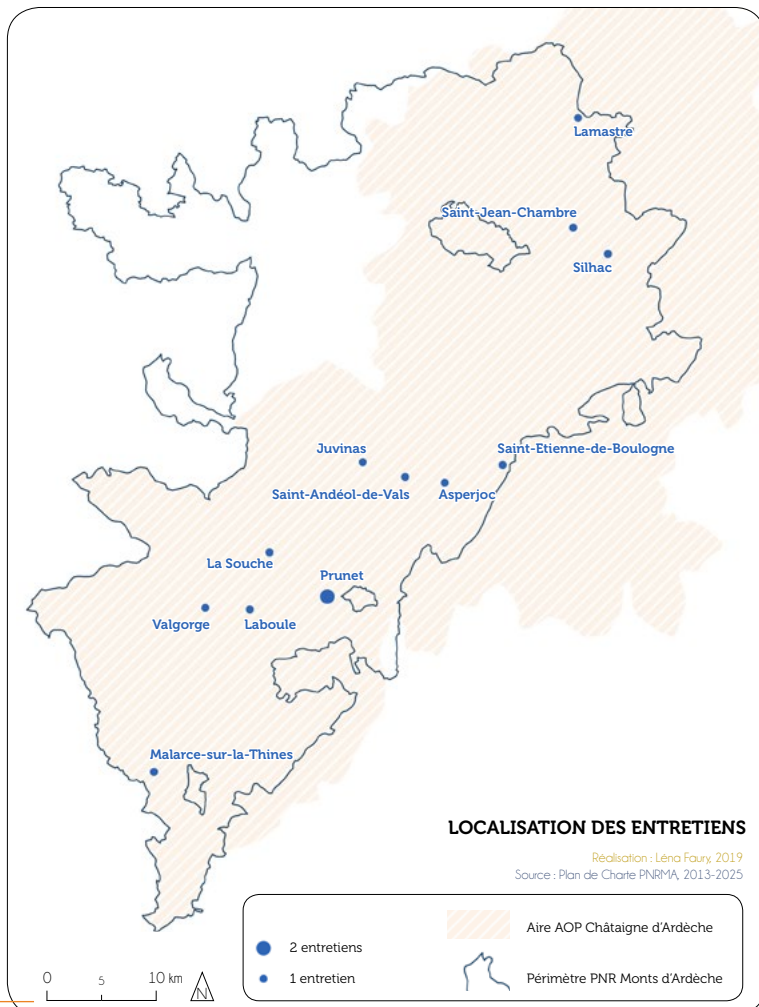 Lamastre
Saint-Jean-Chambre
Silhac
Juvinas
Saint-Etienne-de-Boulogne
Saint-Andéol-de-Vals
Asperjoc
La Souche
Prunet
Valgorge
Laboule
Malarce-sur-la-Thines
LOCALISATION DES ENTRETIENS
Réalisation : Léna Faury, 2019
Source : Plan de Charte PNRMA, 2013-2025
Aire AOP Châtaigne d'Ardèche
2 entretiens
1 entretien
Périmètre PNR Monts d'Ardèche
0 5 10 km
N